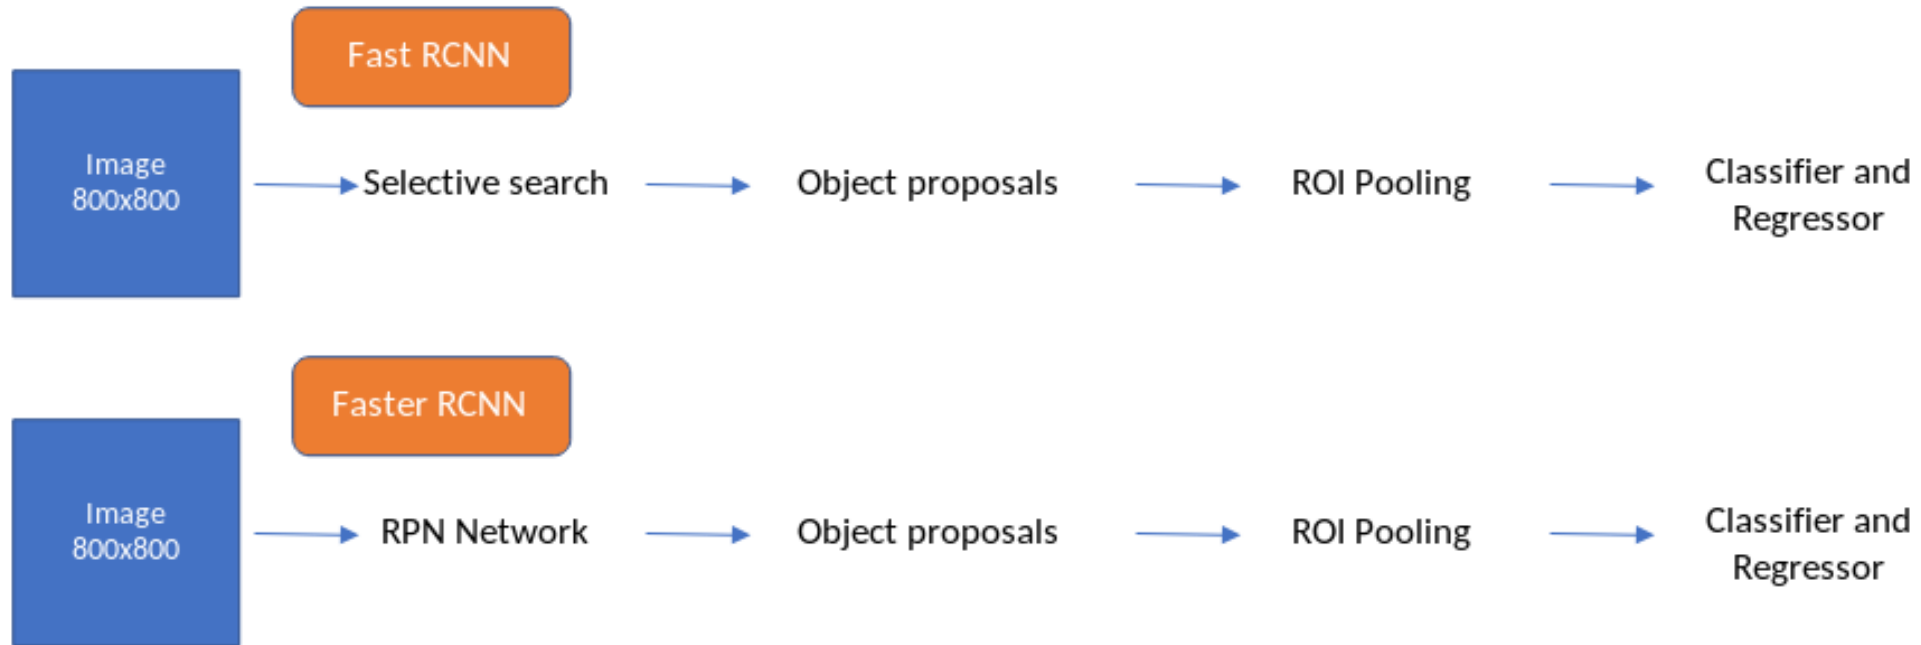 Fast RCNN
Image
800x800
Selective search
Object proposals
ROI Pooling
Classifier and
Regressor
Faster RCNN
Image
800x800
RPN Network
Object proposals
ROI Pooling
Classifier and
Regressor